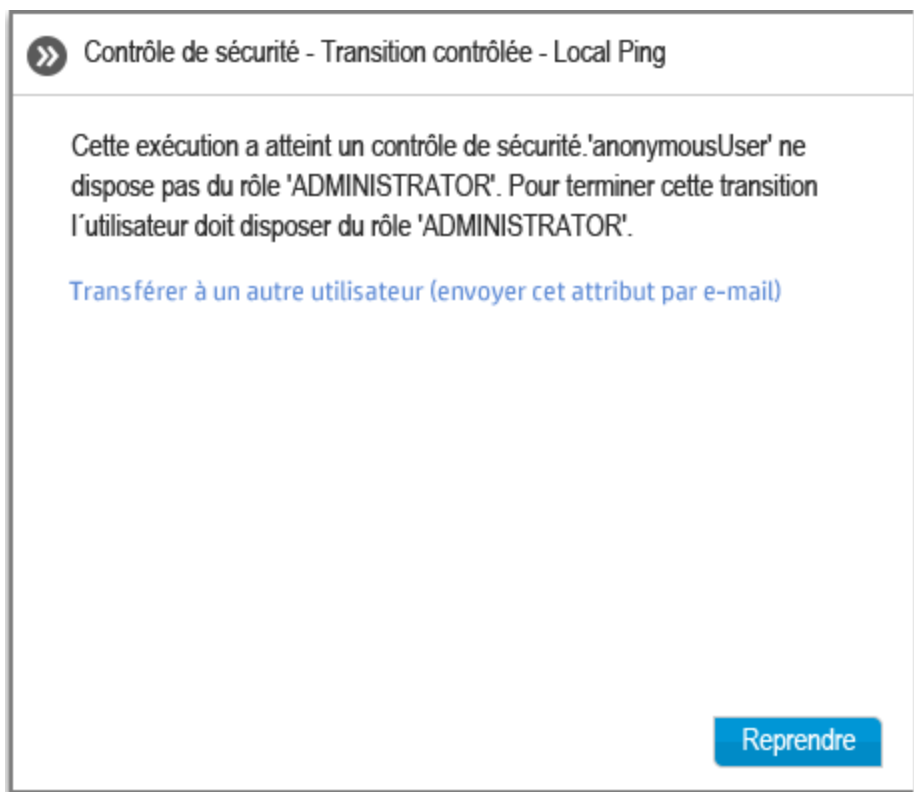 Contrôle de sécurité - Transition contrôlée - Local Ping
Cette exécution a atteint un contrôle de sécurité.'anonymousUser' ne
dispose pas du rôle 'ADMINISTRATOR'. Pour terminer cette transition
l´utilisateur doit disposer du rôle 'ADMINISTRATOR'.
Transférer à un autre utilisateur (envoyer cet attribut par e-mail)
Reprendre